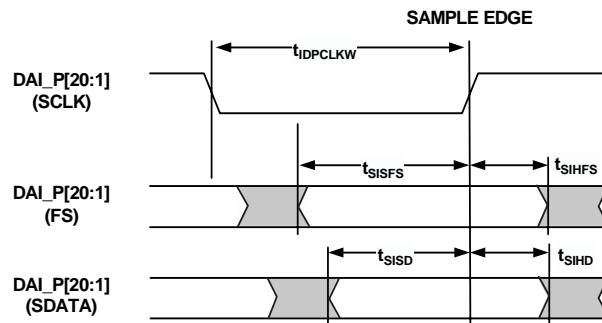 SAMPLE EDGE
tIDPCLKW
DAI_P[20:1]
(SCLK)
tSISFS
tSIHFS
DAI_P[20:1]
(FS)
tSISD
tSIHD
DAI_P[20:1]
(SDATA)